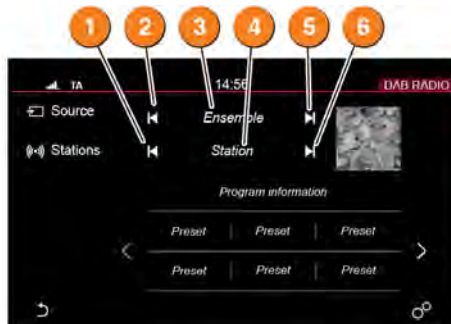 1 2 3 4 5 6
TA 14:56 DAB RADIO
Source Ensemble
Stations Station
Program information
Preset Preset Preset
Preset Preset Preset